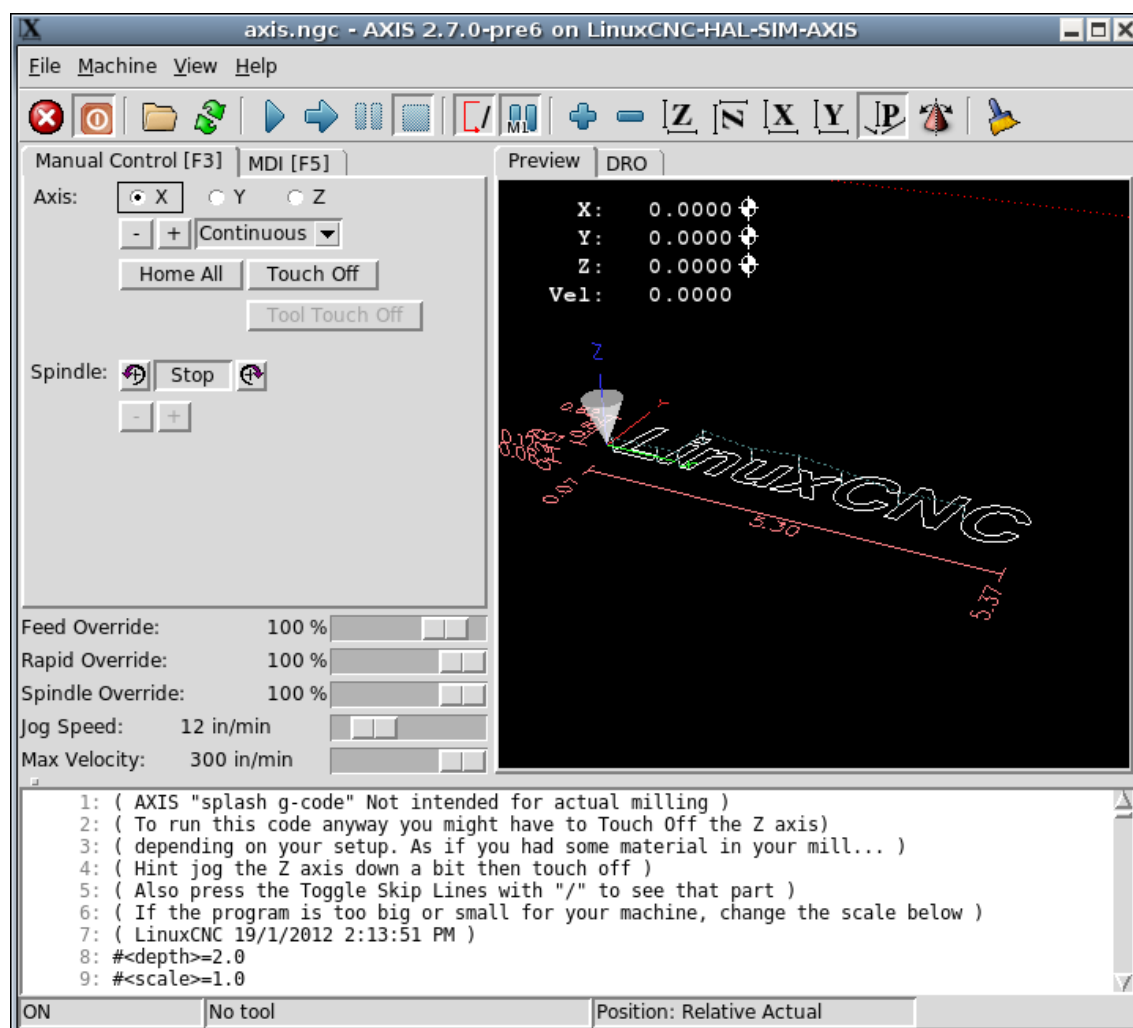 axis.ngc - AXIS 2.7.0-pre6 on LinuxCNC-HAL-SIM-AXIS
File Machine View Help
M1 Z N X Y P
Manual Control [F3] MDI [F5]
Preview DRO
Axis: X Y Z
- + Continuous
Home All Touch Off
Tool Touch Off
Spindle: Stop
- +
X: 0.0000
Y: 0.0000
Z: 0.0000
Vel: 0.0000
Z
Y
LinuxCNC
0.07
5.30
5.37
Feed Override: 100 %
Rapid Override: 100 %
Spindle Override: 100 %
Jog Speed: 12 in/min
Max Velocity: 300 in/min
1: ( AXIS "splash g-code" Not intended for actual milling )
2: ( To run this code anyway you might have to Touch Off the Z axis)
3: ( depending on your setup. As if you had some material in your mill... )
4: ( Hint jog the Z axis down a bit then touch off )
5: ( Also press the Toggle Skip Lines with "/" to see that part )
6: ( If the program is too big or small for your machine, change the scale below )
7: ( LinuxCNC 19/1/2012 2:13:51 PM )
8: #<depth>=2.0
9: #<scale>=1.0
ON No tool Position: Relative Actual